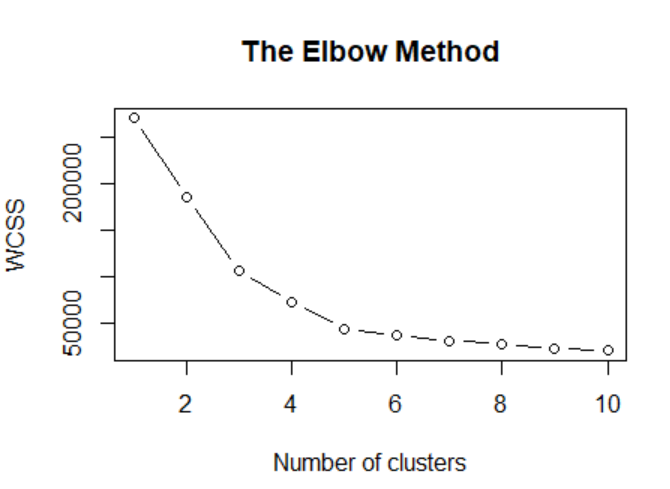 The Elbow Method
WCSS
200000
50000
2 4 6 8 10
Number of clusters